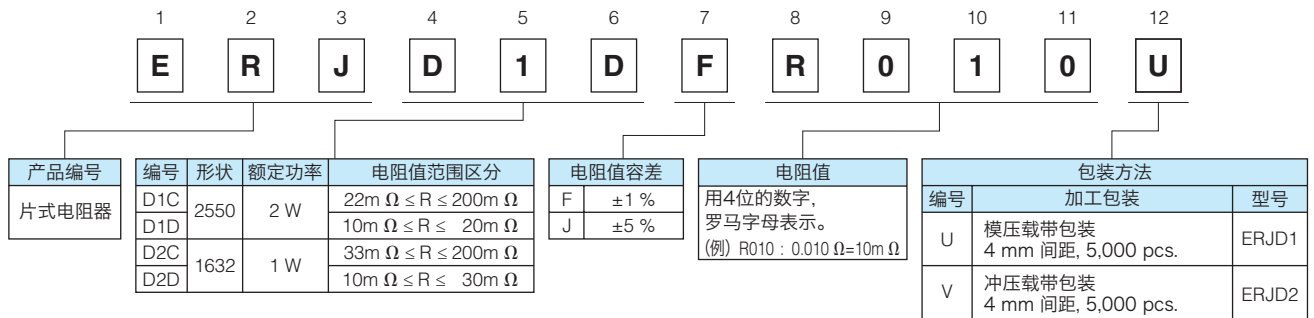 1 2 3 4 5 6 7 8 9 10 11 12
E R J D 1 D F R 0 1 0 U
产品编号
片式电阻器
编号 形状 额定功率 电阻值范围区分
D1C 2550 2 W 22m Ω ≤ R ≤ 200m Ω
D1D 10m Ω ≤ R ≤ 20m Ω
D2C 1632 1 W 33m Ω ≤ R ≤ 200m Ω
D2D 10m Ω ≤ R ≤ 30m Ω
电阻值容差
F ±1 %
J ±5 %
电阻值
用4位的数字,
罗马字母表示。
(例) R010 : 0.010 Ω=10m Ω
包装方法
编号 加工包装 型号
U 模压载带包装 ERJD1
4 mm 间距, 5,000 pcs.
V 冲压载带包装 ERJD2
4 mm 间距, 5,000 pcs.